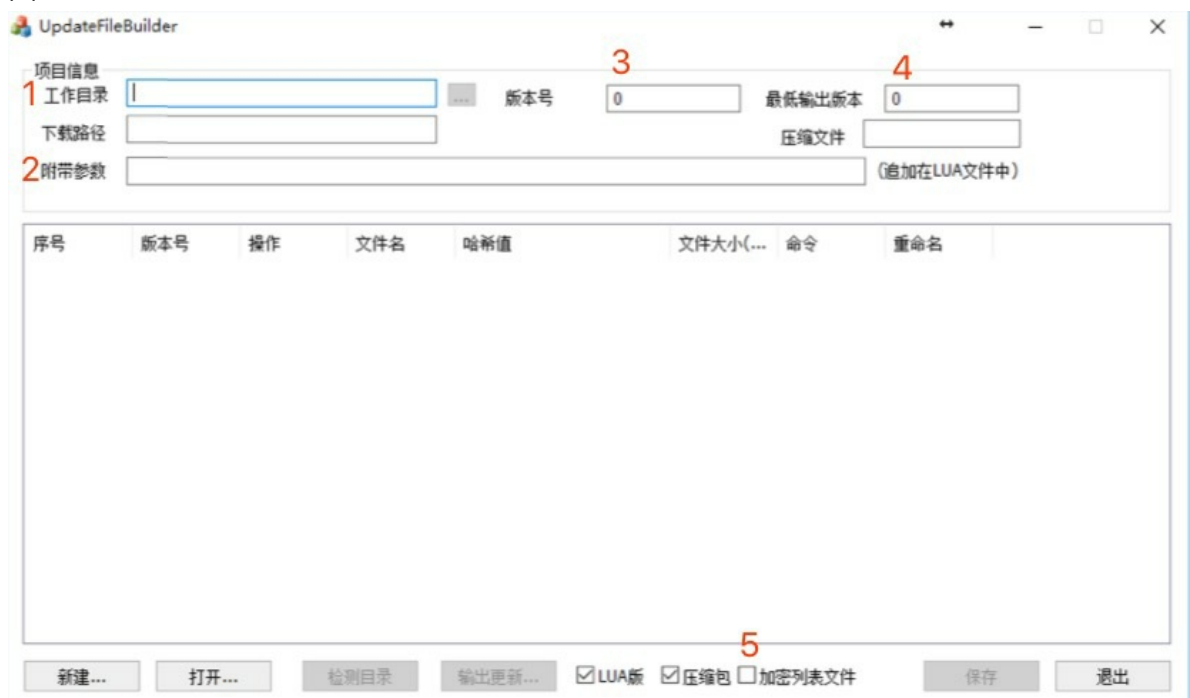 UpdateFileBuilder
项目信息
3
4
1 工作目录 ... 版本号 0 最低输出版本 0
下载路径 压缩文件
2 附带参数 (追加在LUA文件中)
序号 版本号 操作 文件名 哈希值 文件大小(... 命令 重命名
5
新建... 打开... 检测目录 输出更新... LUA版 压缩包 加密列表文件 保存 退出